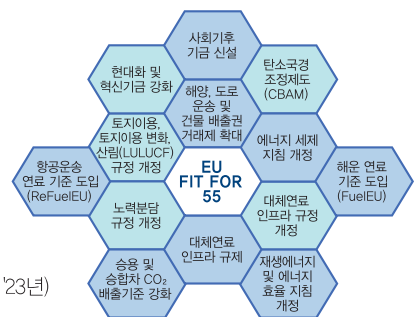 사회기후
기금 신설
현대화 및
혁신기금 강화
탄소국경
조정제도
(CBAM)
해양, 도로
운송 및
건물 배출권
거래제 확대
토지이용,
토지이용 변화,
산림(LULUCF)
규정 개정
에너지 세제
지침 개정
항공운송
연료 기준 도입
(ReFuelEU)
EU
FIT FOR
55
해운 연료
기준 도입
(FuelEU)
노력분담
규정 개정
대체연료
인프라 규정
개정
대체연료
인프라 규제
승용 및
승합차 CO₂
배출기준 강화
재생에너지
및 에너지
효율 지침
개정
'23년)